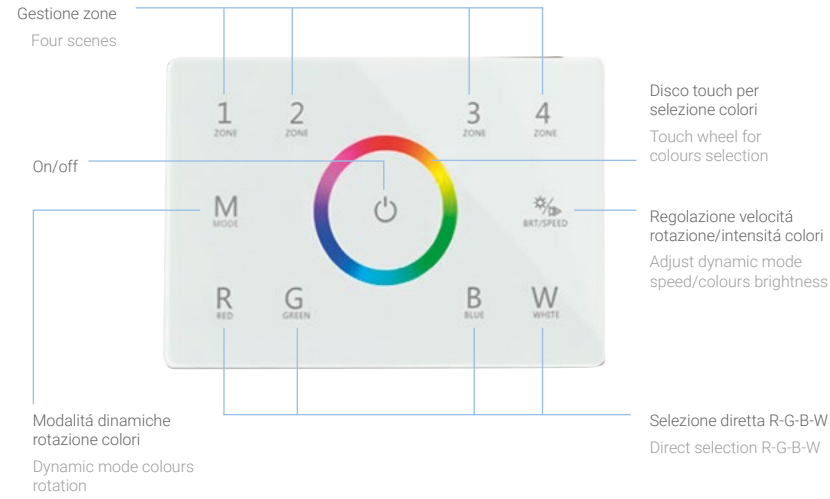 Gestione zone
Four scenes
1
ZONE
2
ZONE
3
ZONE
4
ZONE
Disco touch per
selezione colori
Touch wheel for
colours selection
On/off
M
MODE
BRT/SPEED
Regolazione velocitá
rotazione/intensitá colori
Adjust dynamic mode
speed/colours brightness
R
RED
G
GREEN
B
BLUE
W
WHITE
Modalitá dinamiche
rotazione colori
Dynamic mode colours
rotation
Selezione diretta R-G-B-W
Direct selection R-G-B-W